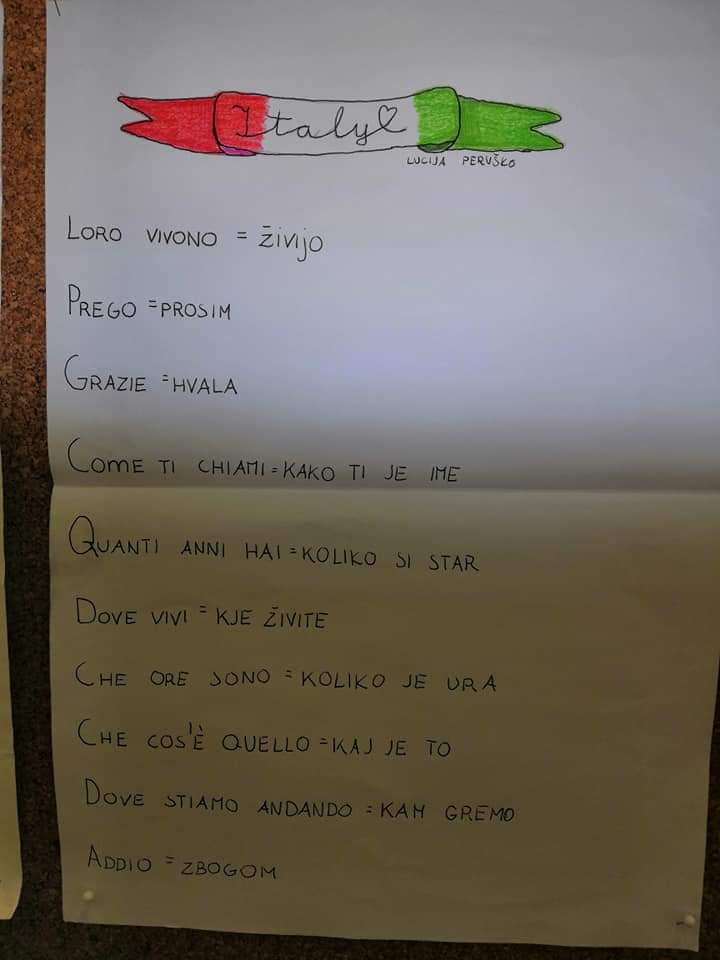 Italy
LUCIJA PERUŠKO
LORO VIVONO = ŽIVIJO
PREGO = PROSIM
GRAZIE = HVALA
COME TI CHIAMI = KAKO TI JE IME
QUANTI ANNI HAI = KOLIKO SI STAR
DOVE VIVI = KJE ŽIVITE
CHE ORE SONO = KOLIKO JE URA
CHE COS'È QUELLO = KAJ JE TO
DOVE STIAMO ANDANDO = KAM GREMO
ADDIO = ZBOGOM